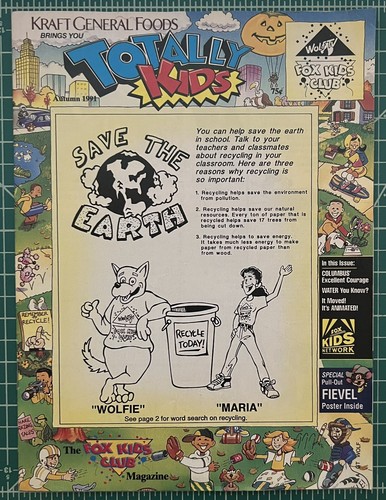 KRAFT GENERAL FOODS
BRINGS YOU
TOTALLY
KIDS
Autumn 1991
75¢
FOX KIDS
CLUB
SAVE THE
EARTH
You can help save the earth
in school. Talk to your
teachers and classmates
about recycling in your
classroom. Here are three
reasons why recycling is
so important:
1. Recycling helps save the environment
from pollution.
2. Recycling helps save our natural
resources. Every ton of paper that is
recycled helps save 17 trees from
being cut down.
3. Recycling helps to save energy.
It takes much less energy to make
paper from recycled paper than
from wood.
RECYCLE
TODAY!
"WOLFIE"
"MARIA"
See page 2 for word search on recycling.
In this Issue:
COLUMBUS'
Excellent Courage
WATER You Know?
It Moved!
It's ANIMATED!
FOX
KIDS
NETWORK
SPECIAL
Pull-Out
FIEVEL
Poster Inside
REMEMBER
RECYCLE!
The FOX KIDS
CLUB
Magazine